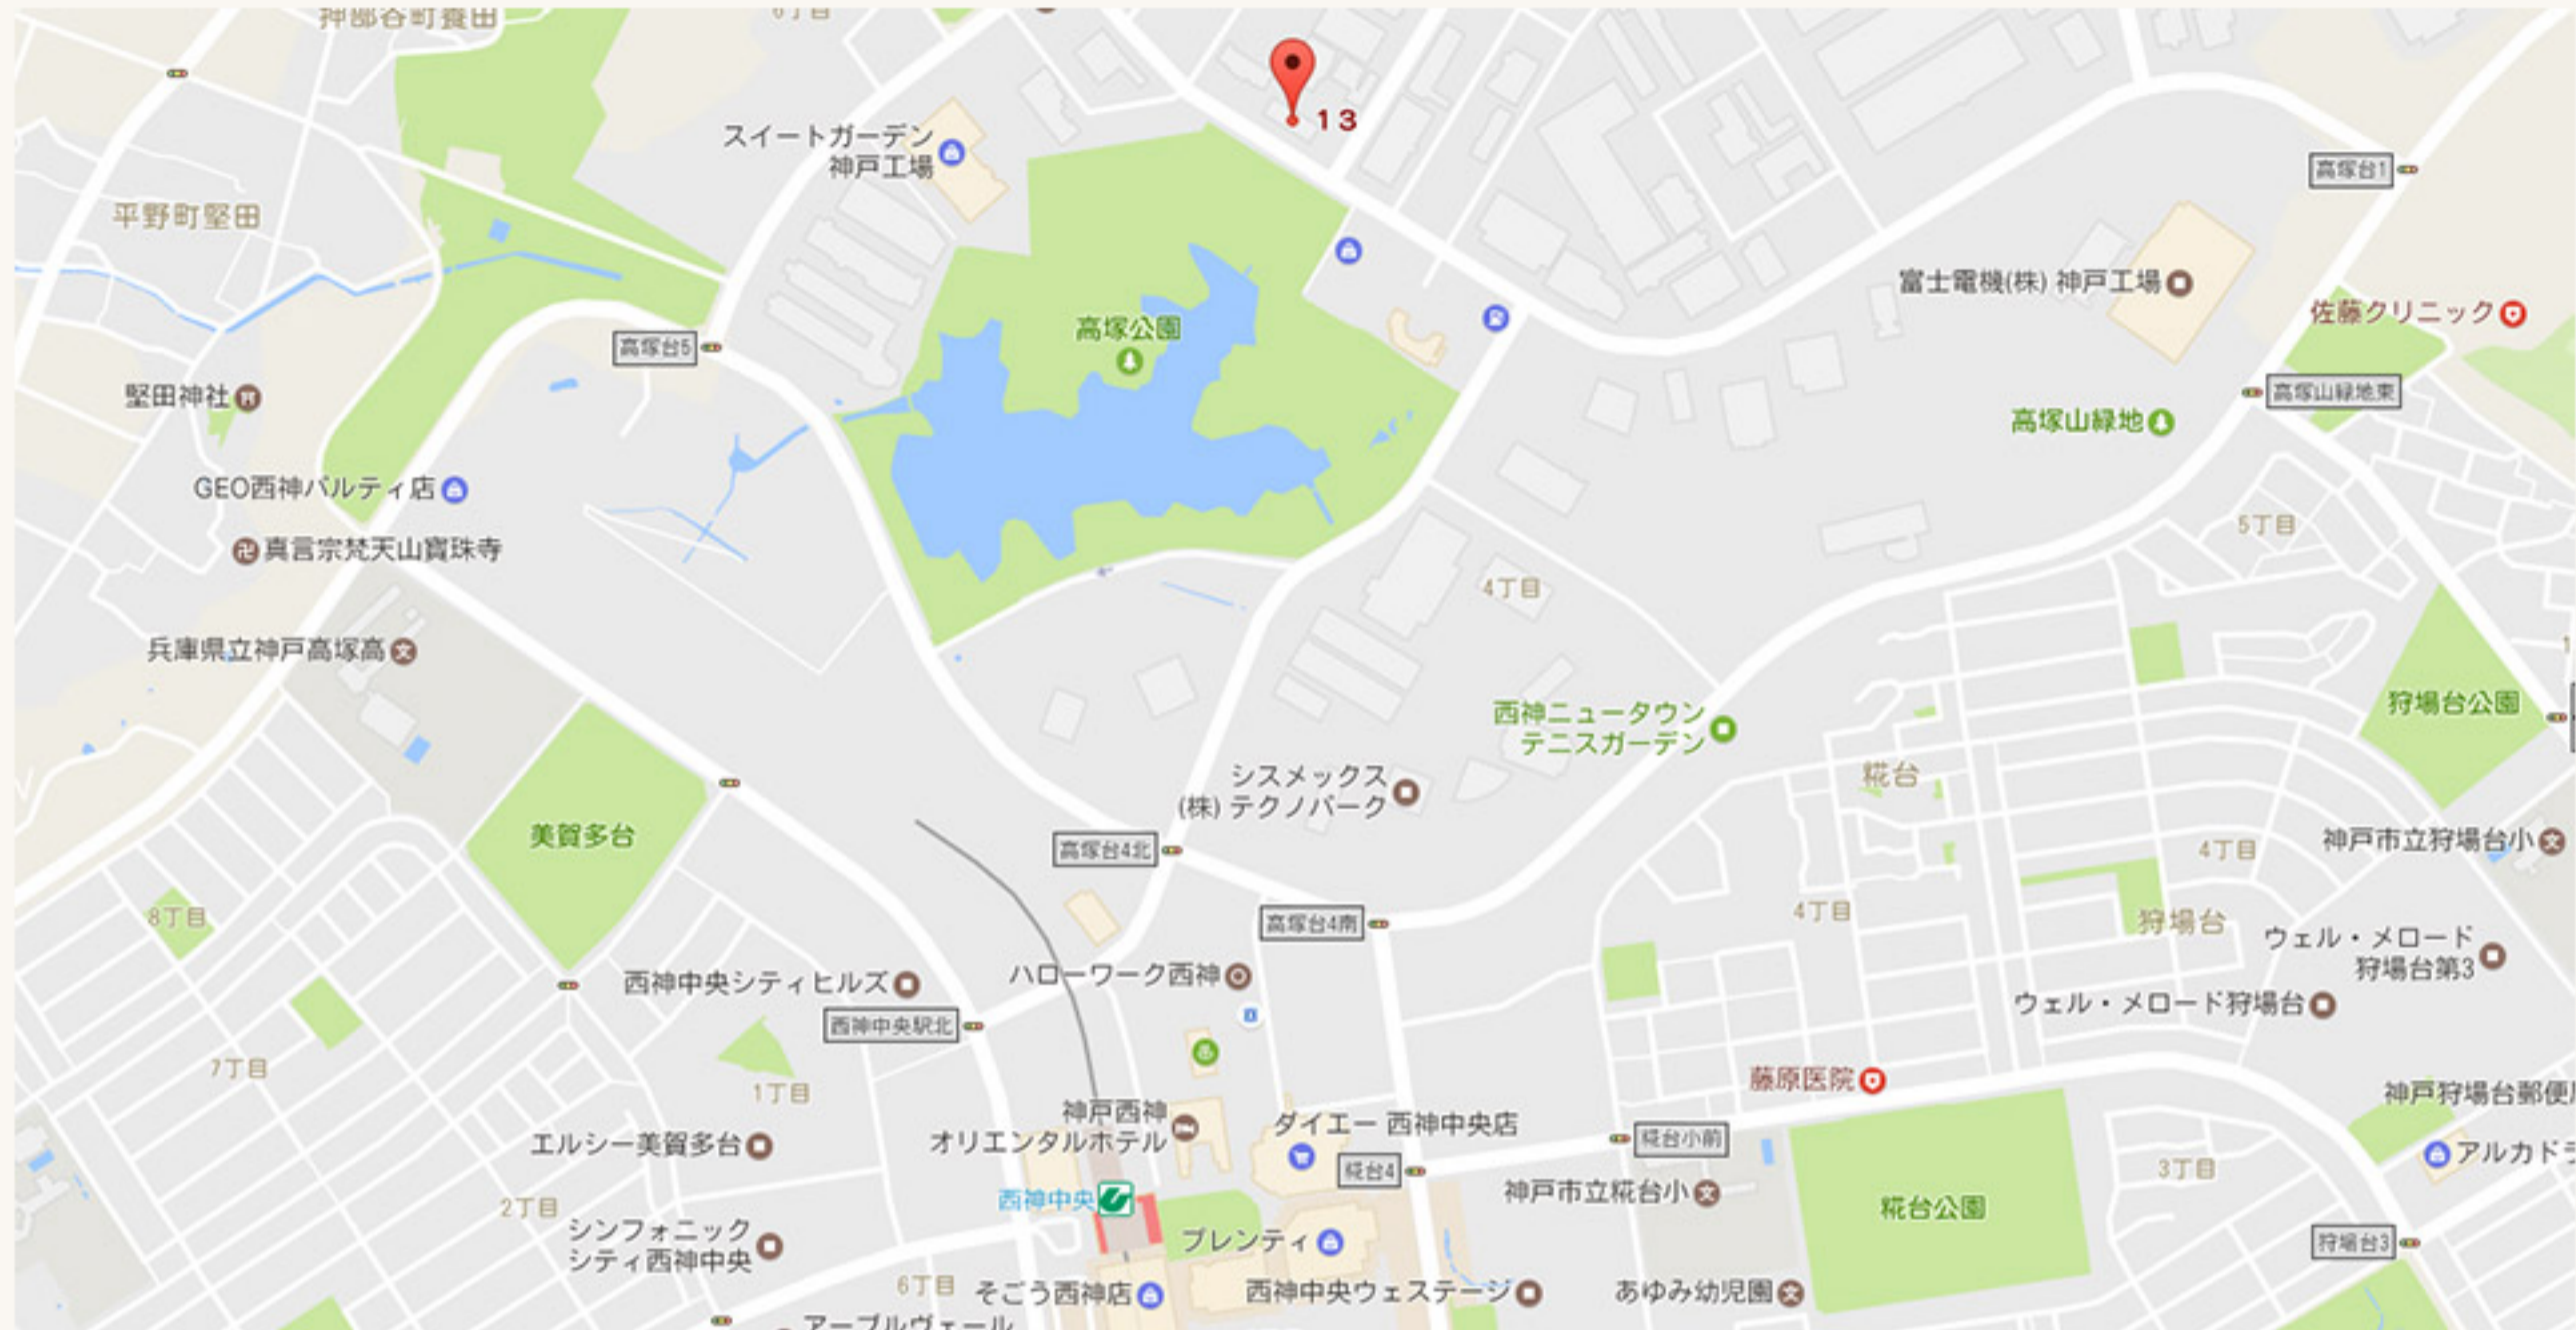 押部谷町養田
6丁目
13
スイートガーデン
神戸工場
高塚台1
平野町堅田
富士電機(株) 神戸工場
佐藤クリニック
高塚公園
高塚台5
堅田神社
高塚山緑地東
高塚山緑地
GEO西神パルティ店
5丁目
真言宗梵天山寳珠寺
4丁目
兵庫県立神戸高塚高
狩場台公園
西神ニュータウン
テニスガーデン
シスメックス
(株) テクノパーク
糀台
美賀多台
高塚台4北
4丁目
神戸市立狩場台小
8丁目
高塚台4南
4丁目
狩場台
ウェル・メロード
狩場台第3
西神中央シティヒルズ
ハローワーク西神
ウェル・メロード狩場台
西神中央駅北
7丁目
1丁目
藤原医院
神戸狩場台郵便
神戸西神
オリエンタルホテル
ダイエー 西神中央店
エルシー美賀多台
糀台小前
アルカド
糀台4
3丁目
西神中央
神戸市立糀台小
糀台公園
2丁目
シンフォニック
シティ西神中央
プレンティ
狩場台3
6丁目
そごう西神店
西神中央ウェステージ
あゆみ幼児園
アーブルヴェール